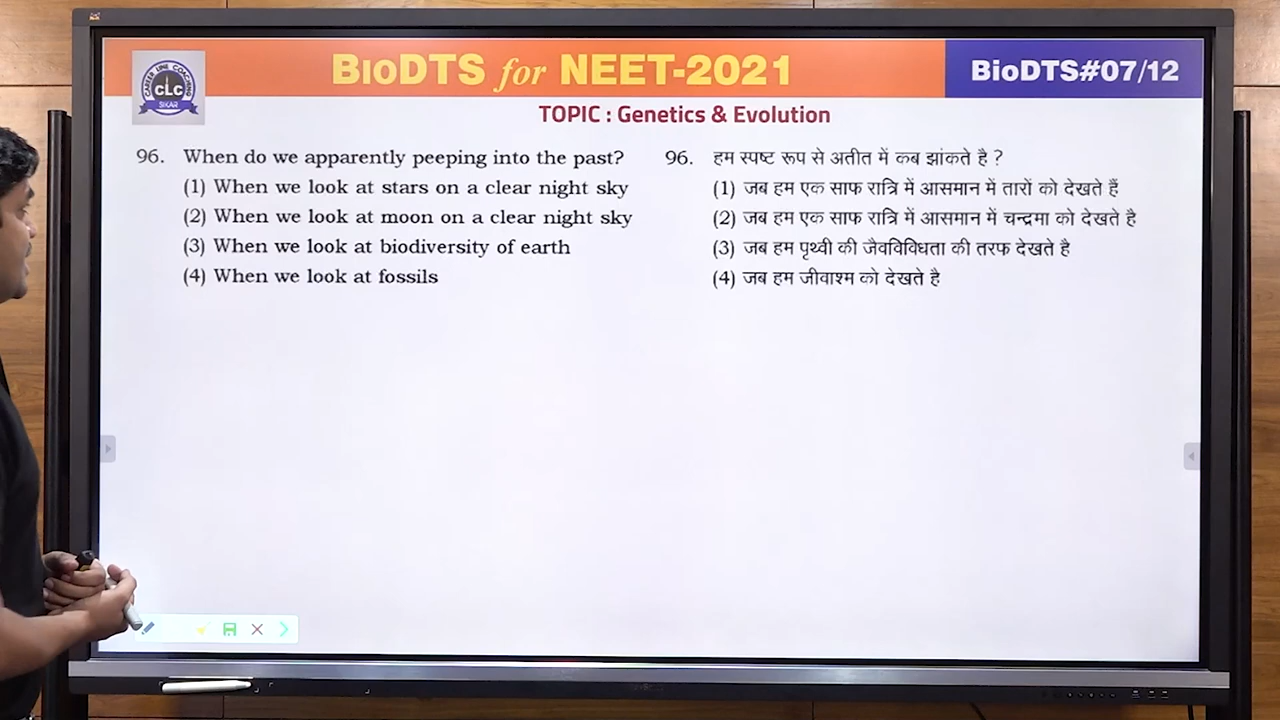 BIODTS for NEET-2021
BioDTS#07/12
CAREER LINE COACHING
CLC
SIKAR
TOPIC : Genetics & Evolution
96. When do we apparently peeping into the past?
(1) When we look at stars on a clear night sky
(2) When we look at moon on a clear night sky
(3) When we look at biodiversity of earth
(4) When we look at fossils
96. हम स्पष्ट रूप से अतीत में कब झांकते है ?
(1) जब हम एक साफ रात्रि में आसमान में तारों को देखते हैं
(2) जब हम एक साफ रात्रि में आसमान में चन्द्रमा को देखते है
(3) जब हम पृथ्वी की जैवविविधता की तरफ देखते है
(4) जब हम जीवाश्म को देखते है